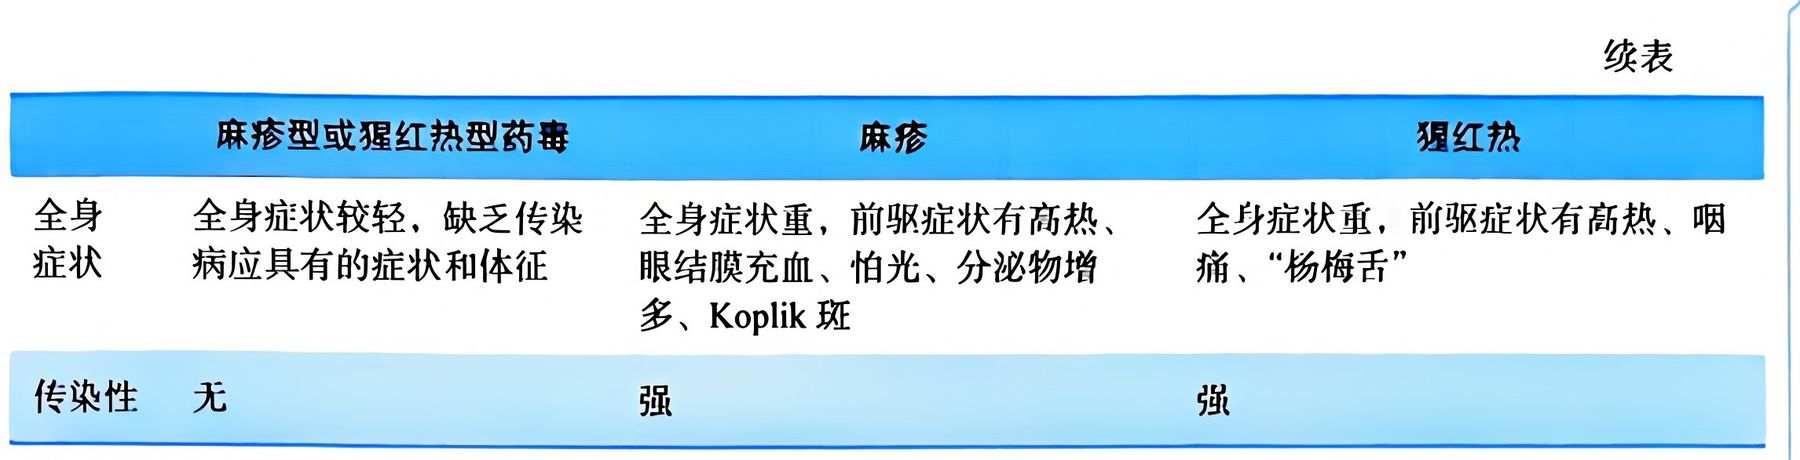 续表
麻疹型或猩红热型药毒 麻疹 猩红热
全身症状 全身症状较轻，缺乏传染病应具有的症状和体征 全身症状重，前驱症状有高热、眼结膜充血、怕光、分泌物增多、Koplik 斑 全身症状重，前驱症状有高热、咽痛、“杨梅舌”
传染性 无 强 强